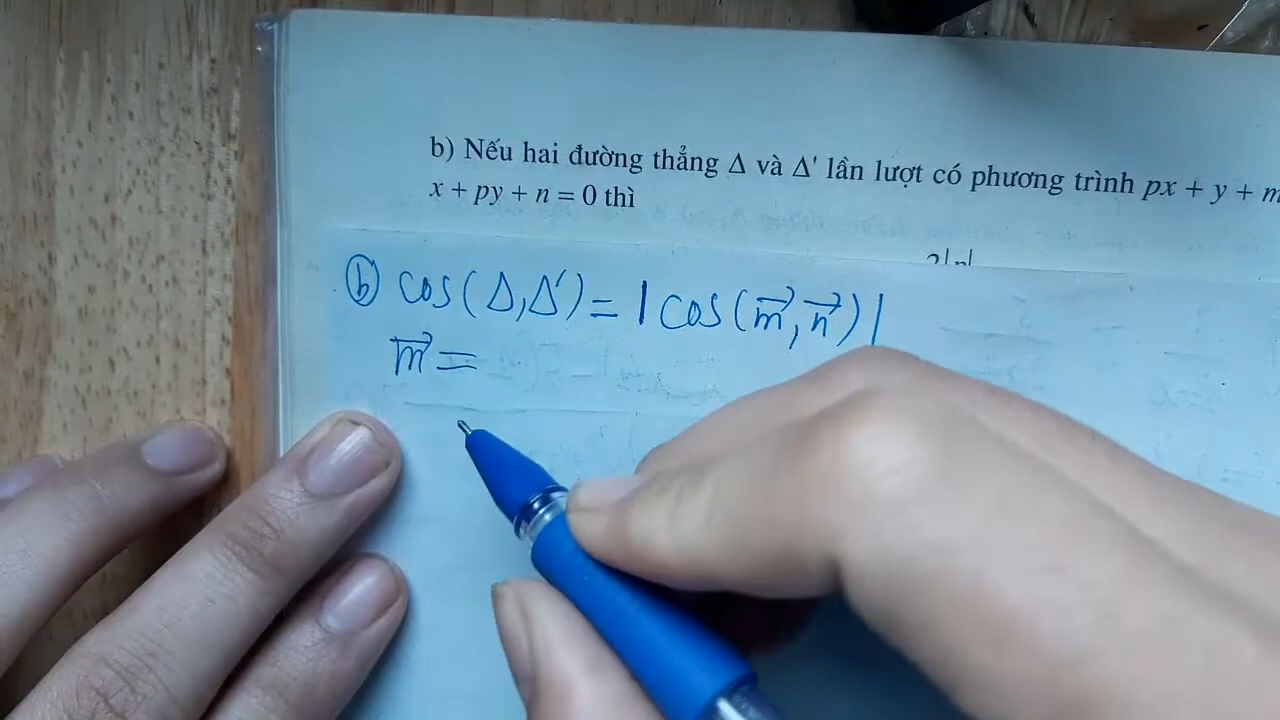 b) Nếu hai đường thẳng Δ và Δ' lần lượt có phương trình px + y + m
x + py + n = 0 thì
ⓑ cos(Δ,Δ') = |cos(m⃗,n⃗)|
m⃗ =